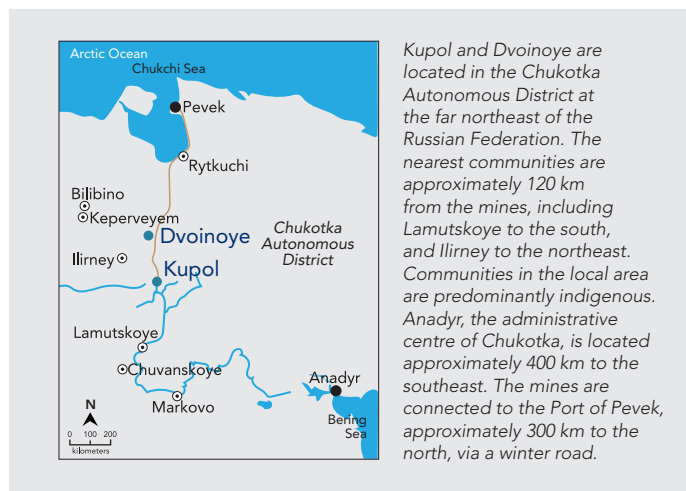 Arctic Ocean
Chukchi Sea
Pevek
Rytkuchi
Bilibino
Keperveyem
Dvoinoye
Chukotka
Autonomous
District
Ilirney
Kupol
Lamutskoye
Chuvanskoye
Markovo
Anadyr
Bering
Sea
N
0 100 200
kilometers
Kupol and Dvoinoye are
located in the Chukotka
Autonomous District at
the far northeast of the
Russian Federation. The
nearest communities are
approximately 120 km
from the mines, including
Lamutskoye to the south,
and Ilirney to the northeast.
Communities in the local area
are predominantly indigenous.
Anadyr, the administrative
centre of Chukotka, is located
approximately 400 km to the
southeast. The mines are
connected to the Port of Pevek,
approximately 300 km to the
north, via a winter road.